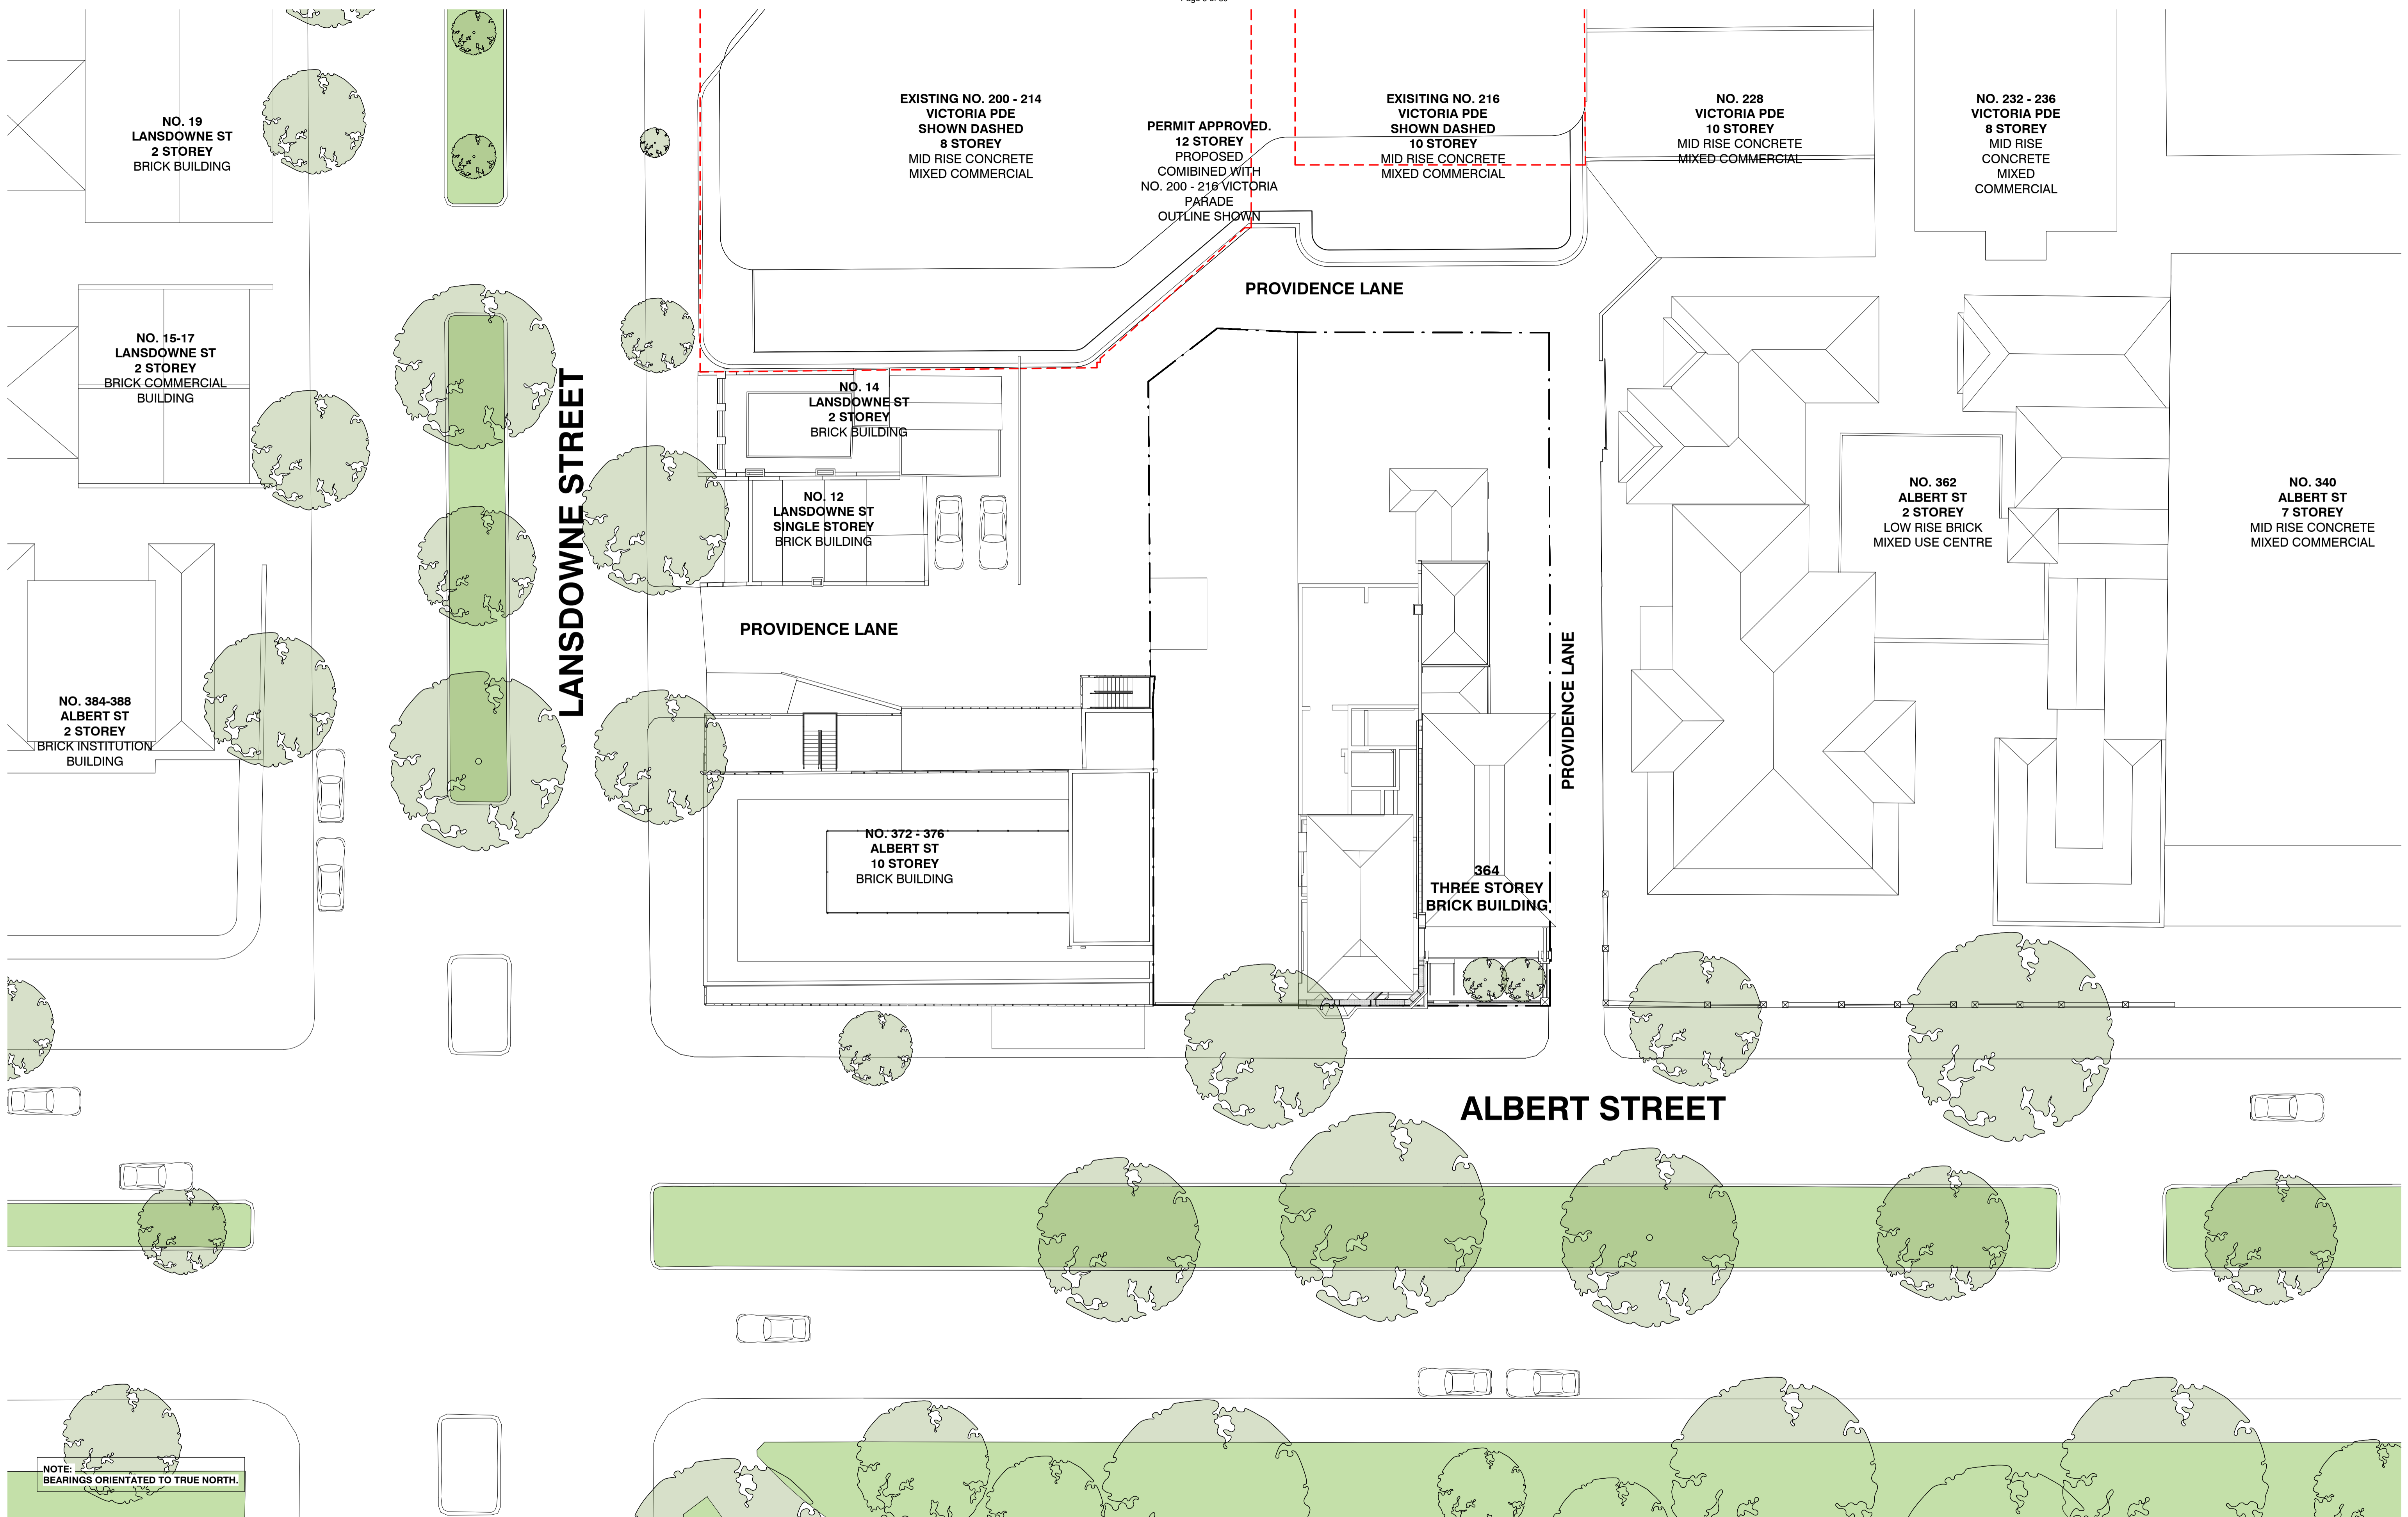 NO. 19
LANSDOWNE ST
2 STOREY
BRICK BUILDING
EXISTING NO. 200 - 214
VICTORIA PDE
SHOWN DASHED
8 STOREY
MID RISE CONCRETE
MIXED COMMERCIAL
PERMIT APPROVED.
12 STOREY
PROPOSED
COMIBINED WITH
NO. 200 - 216 VICTORIA
PARADE
OUTLINE SHOWN
EXISITING NO. 216
VICTORIA PDE
SHOWN DASHED
10 STOREY
MID RISE CONCRETE
MIXED COMMERCIAL
NO. 228
VICTORIA PDE
10 STOREY
MID RISE CONCRETE
MIXED COMMERCIAL
NO. 232 - 236
VICTORIA PDE
8 STOREY
MID RISE
CONCRETE
MIXED
COMMERCIAL
PROVIDENCE LANE
NO. 15-17
LANSDOWNE ST
2 STOREY
BRICK COMMERCIAL
BUILDING
LANSDOWNE STREET
NO. 14
LANSDOWNE ST
2 STOREY
BRICK BUILDING
NO. 12
LANSDOWNE ST
SINGLE STOREY
BRICK BUILDING
NO. 362
ALBERT ST
2 STOREY
LOW RISE BRICK
MIXED USE CENTRE
NO. 340
ALBERT ST
7 STOREY
MID RISE CONCRETE
MIXED COMMERCIAL
PROVIDENCE LANE
PROVIDENCE LANE
NO. 384-388
ALBERT ST
2 STOREY
BRICK INSTITUTION
BUILDING
NO. 372 - 376
ALBERT ST
10 STOREY
BRICK BUILDING
364
THREE STOREY
BRICK BUILDING
ALBERT STREET
NOTE:
BEARINGS ORIENTATED TO TRUE NORTH.